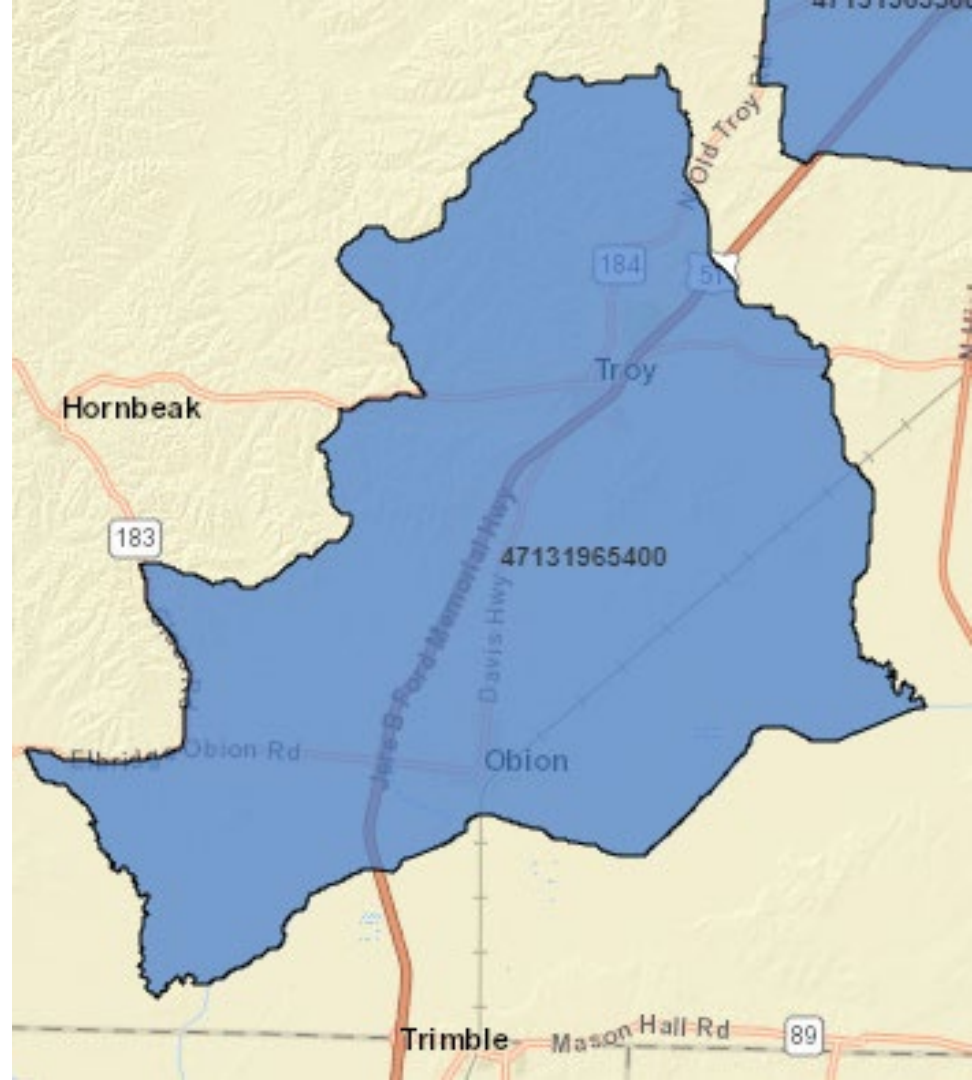 N Old Troy Rd
184
51
Troy
Hornbeak
183
47131965400
Jere B Ford Memorial Hwy
Davis Hwy
Obion Rd
Obion
Trimble
Mason Hall Rd
89